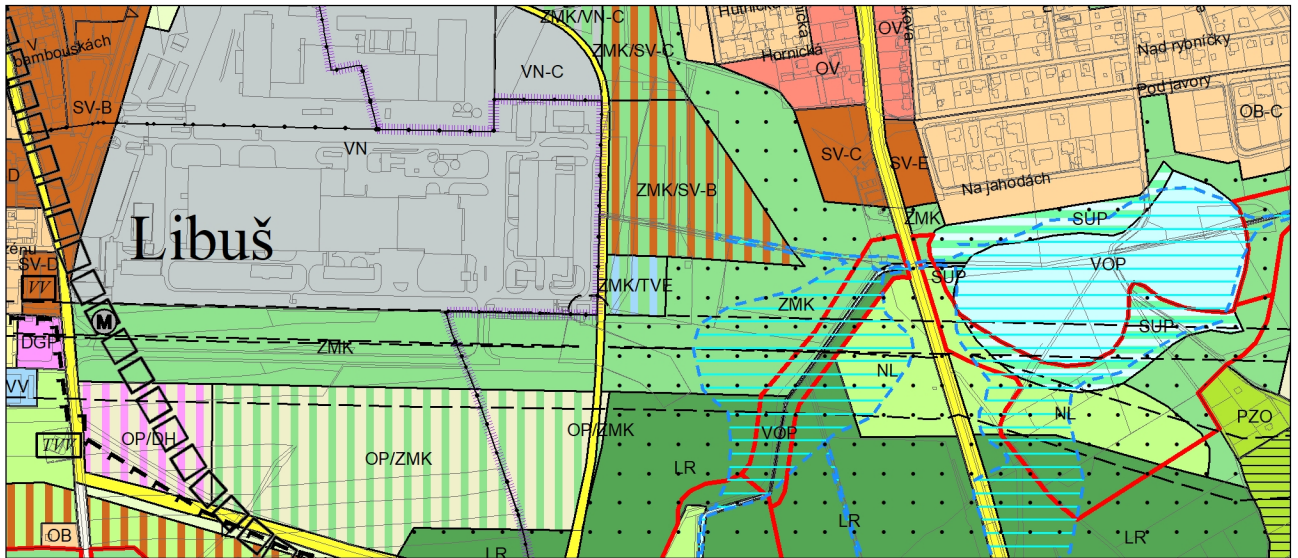 ZMK/VN-C
Hutnická
OV
Nad rybníčky
bambouskách
ZMK/SV-C
Hornická
OV
VN-C
Pod javory
SV-B
OB-C
VN
SV-C
SV-E
ZMK/SV-B
Na jahodách
D
Libuš
ZMK
SUP
SV-D
VOP
VV
ZMK/TVE
SUP
ZMK
M
SUP
DGP
ZMK
NL
VV
NL
PZO
OP/DH
OP/ZMK
VOP
TVK
OP/ZMK
LR
LR
OB
LR
LR